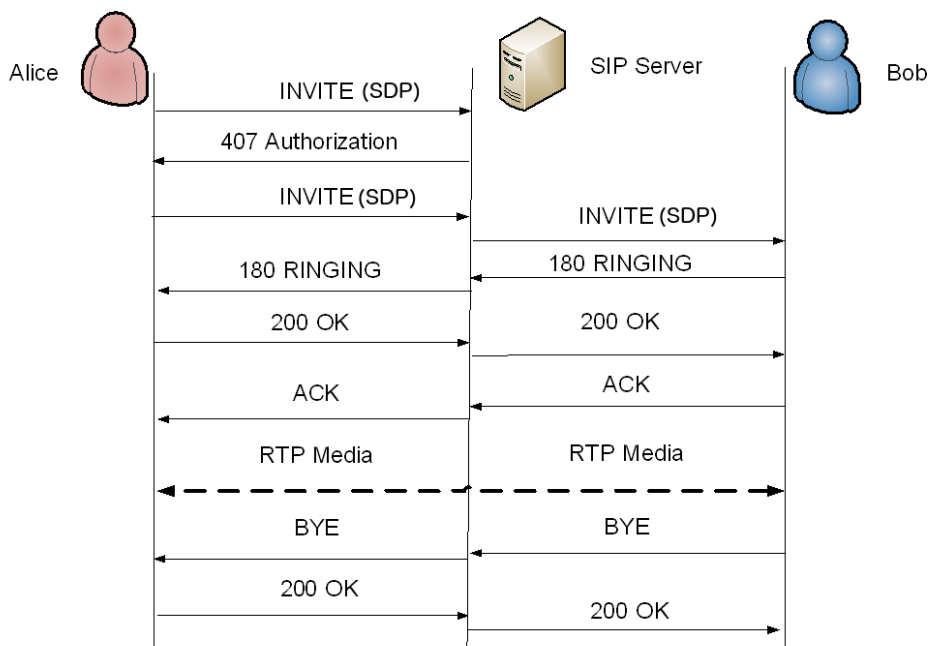 Alice
SIP Server
Bob
INVITE (SDP)
407 Authorization
INVITE (SDP)
INVITE (SDP)
180 RINGING
180 RINGING
200 OK
200 OK
ACK
ACK
RTP Media
RTP Media
BYE
BYE
200 OK
200 OK